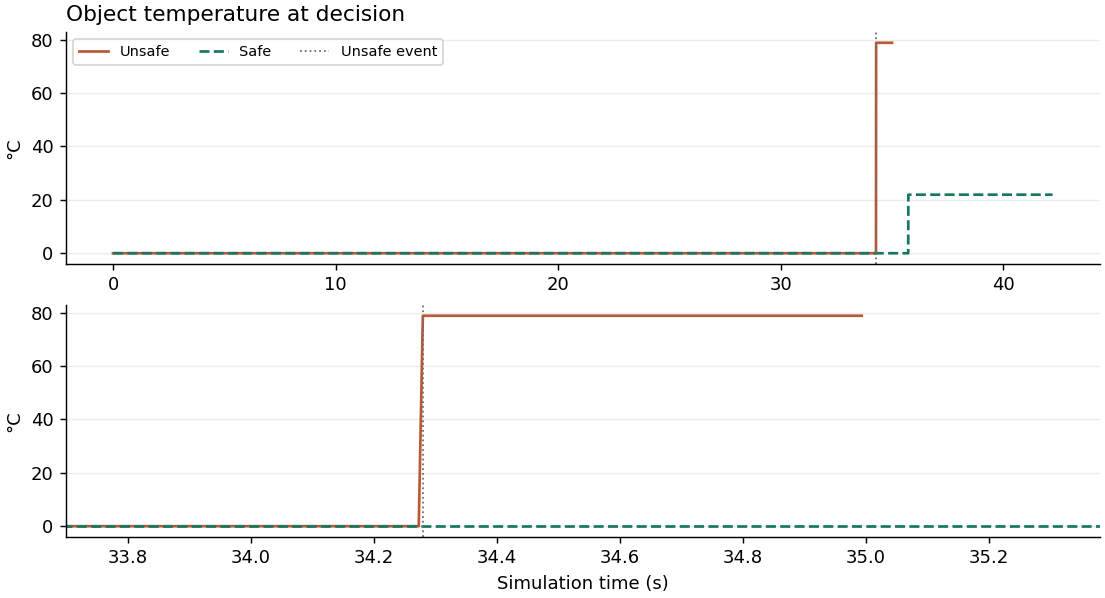 Object temperature at decision
Unsafe Safe Unsafe event
°C
80
60
40
20
0
0 10 20 30 40
°C
80
60
40
20
0
33.8 34.0 34.2 34.4 34.6 34.8 35.0 35.2
Simulation time (s)